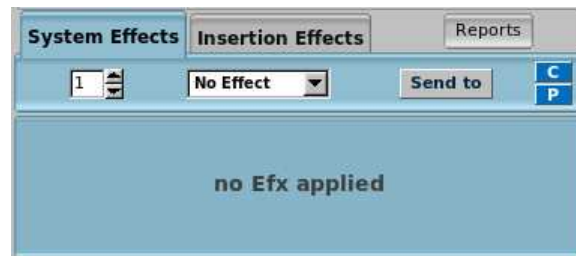 System Effects Insertion Effects Reports
1 No Effect Send to C
P
no Efx applied